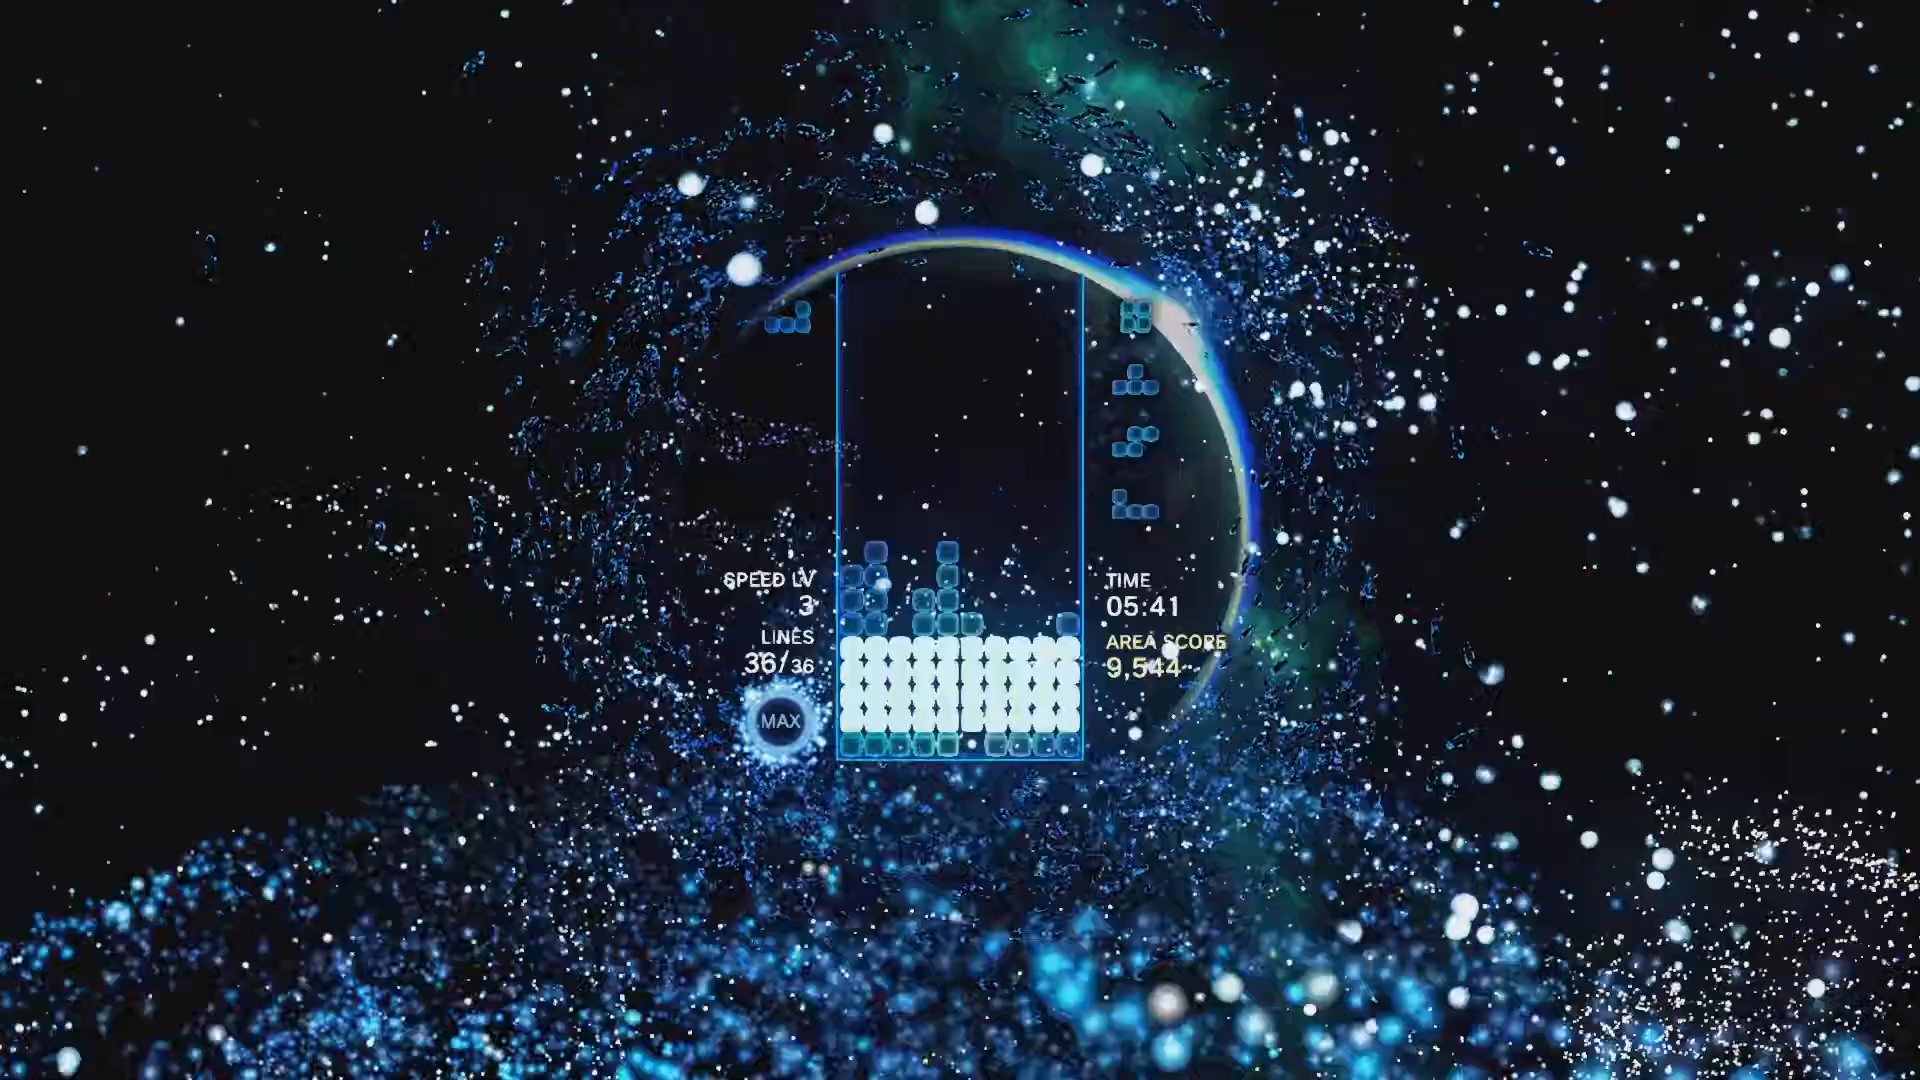 SPEED LV
3
LINES
36/36
MAX
TIME
05:41
AREA SCORE
9,544